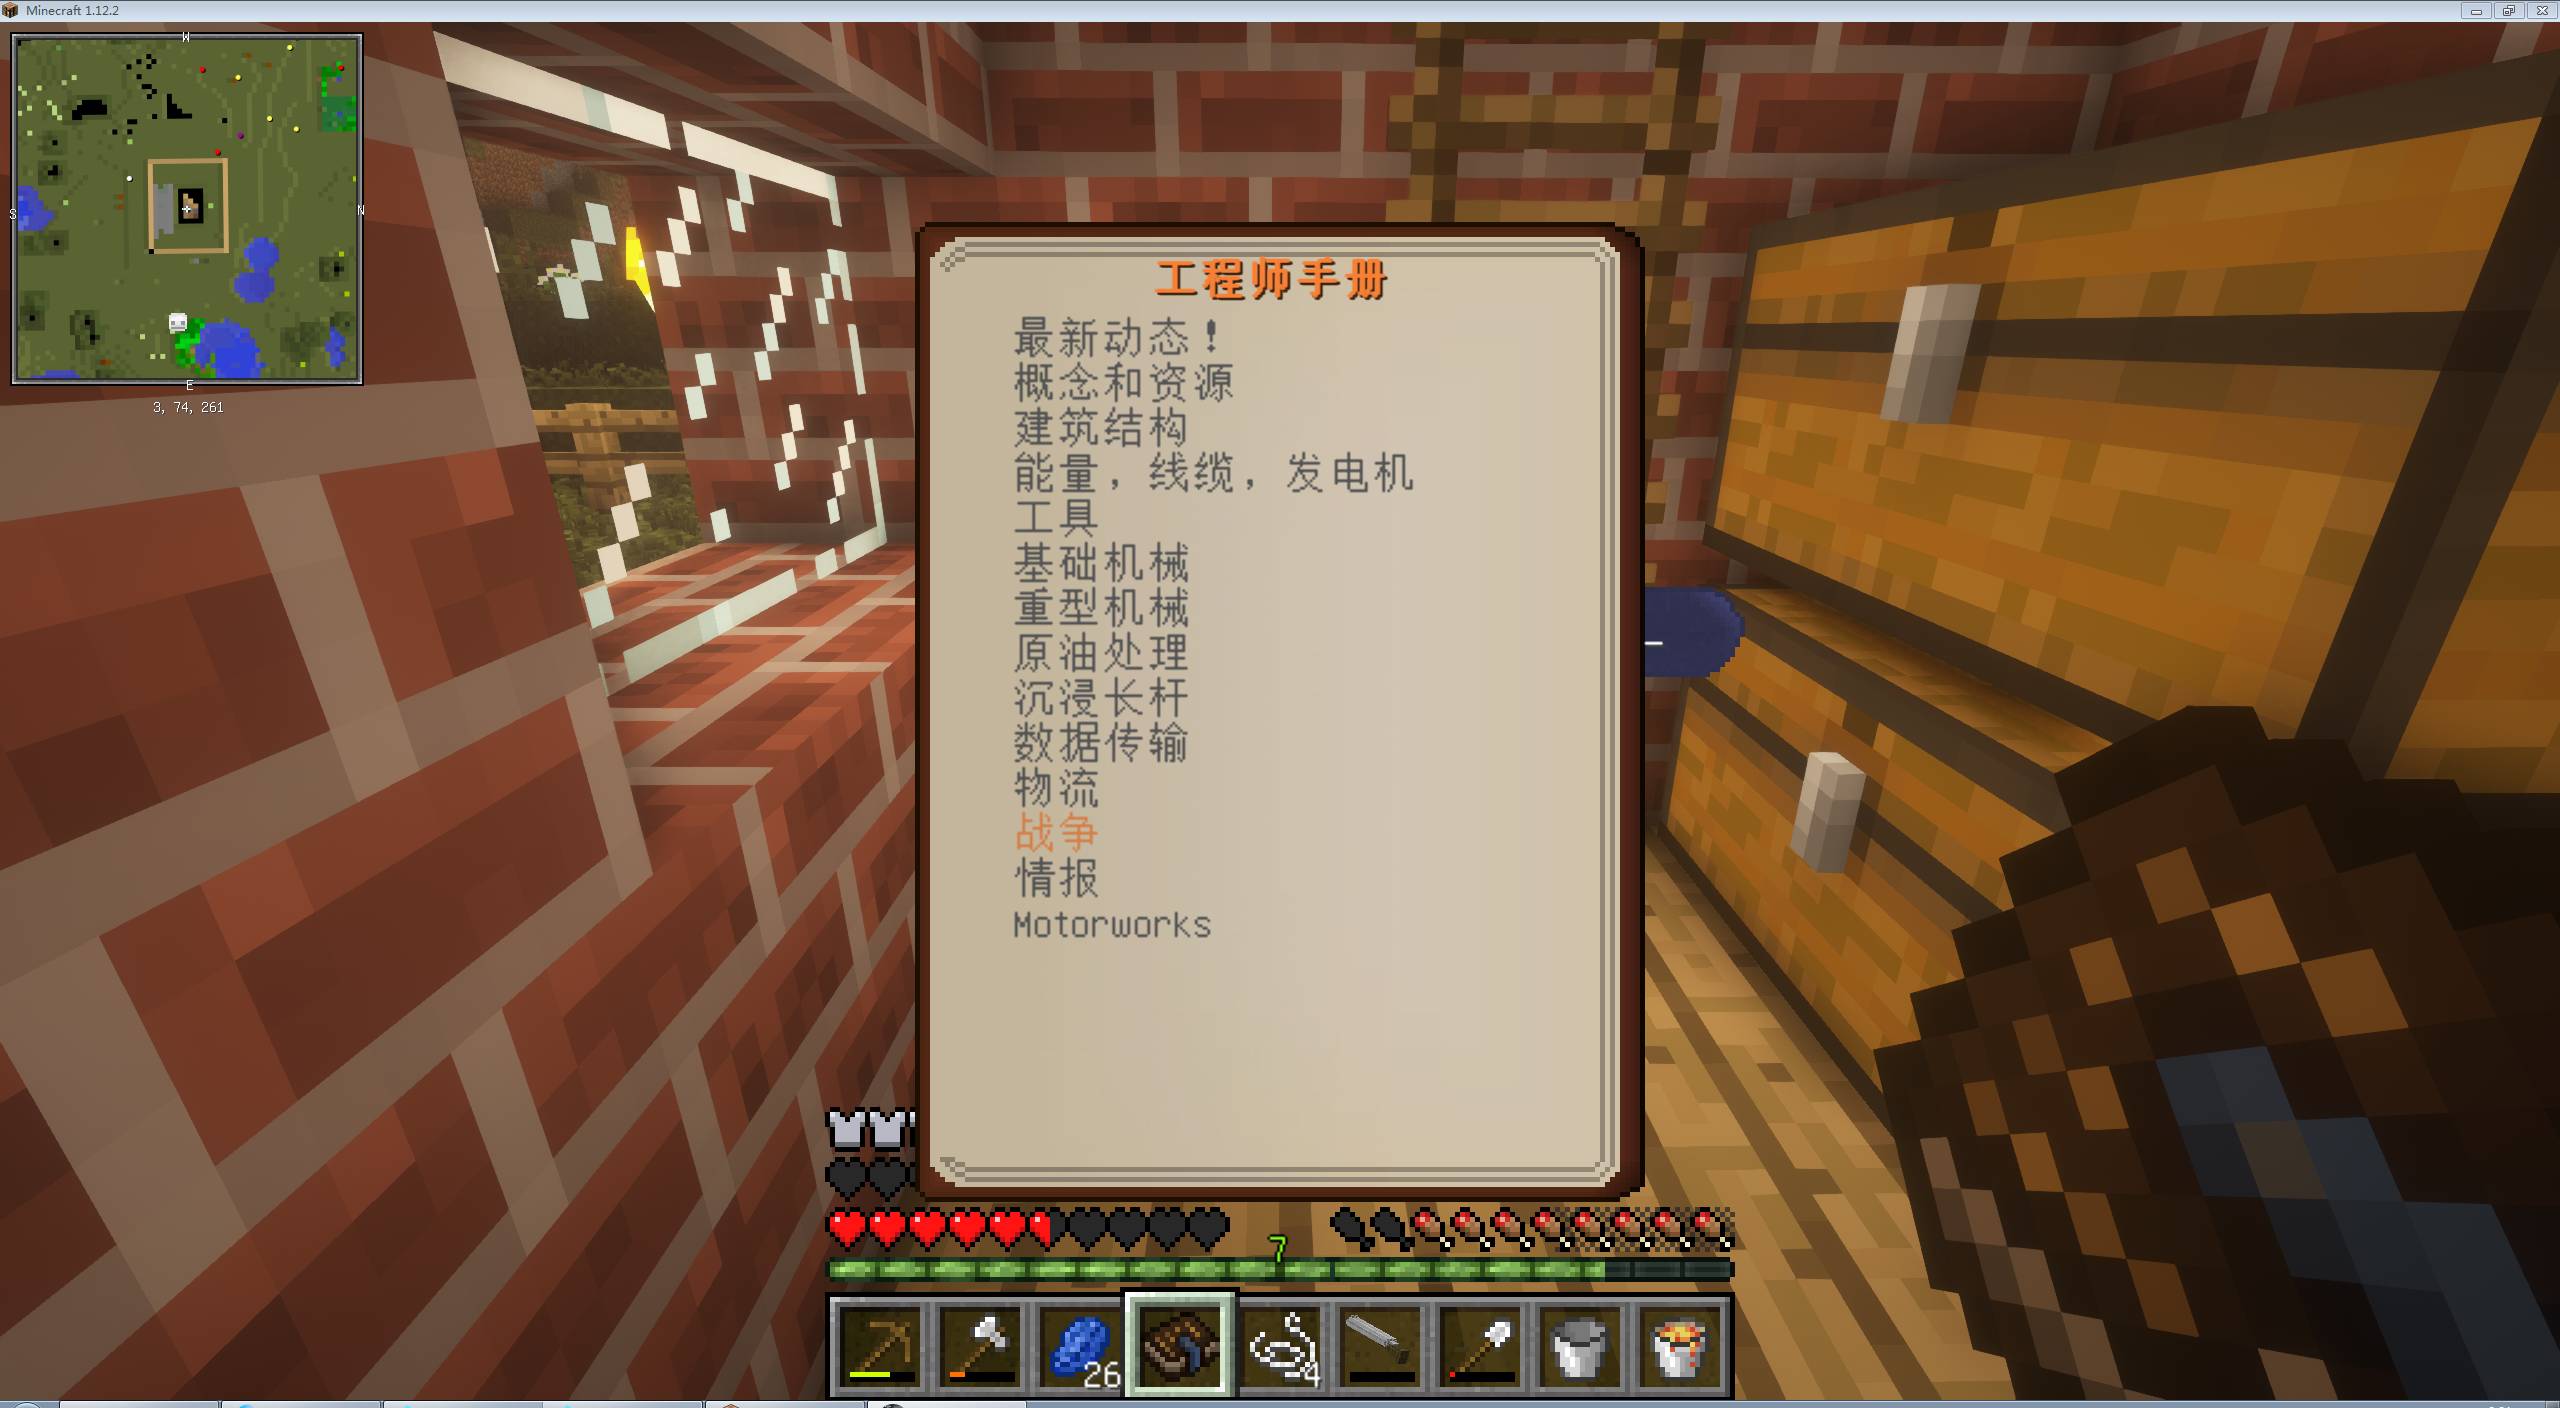 Minecraft 1.12.2
W
S
N
E
3, 74, 261
工程师手册
最新动态！
概念和资源
建筑结构
能量，线缆，发电机
工具
基础机械
重型机械
原油处理
沉浸长杆
数据传输
物流
战争
情报
Motorworks
7
26
4